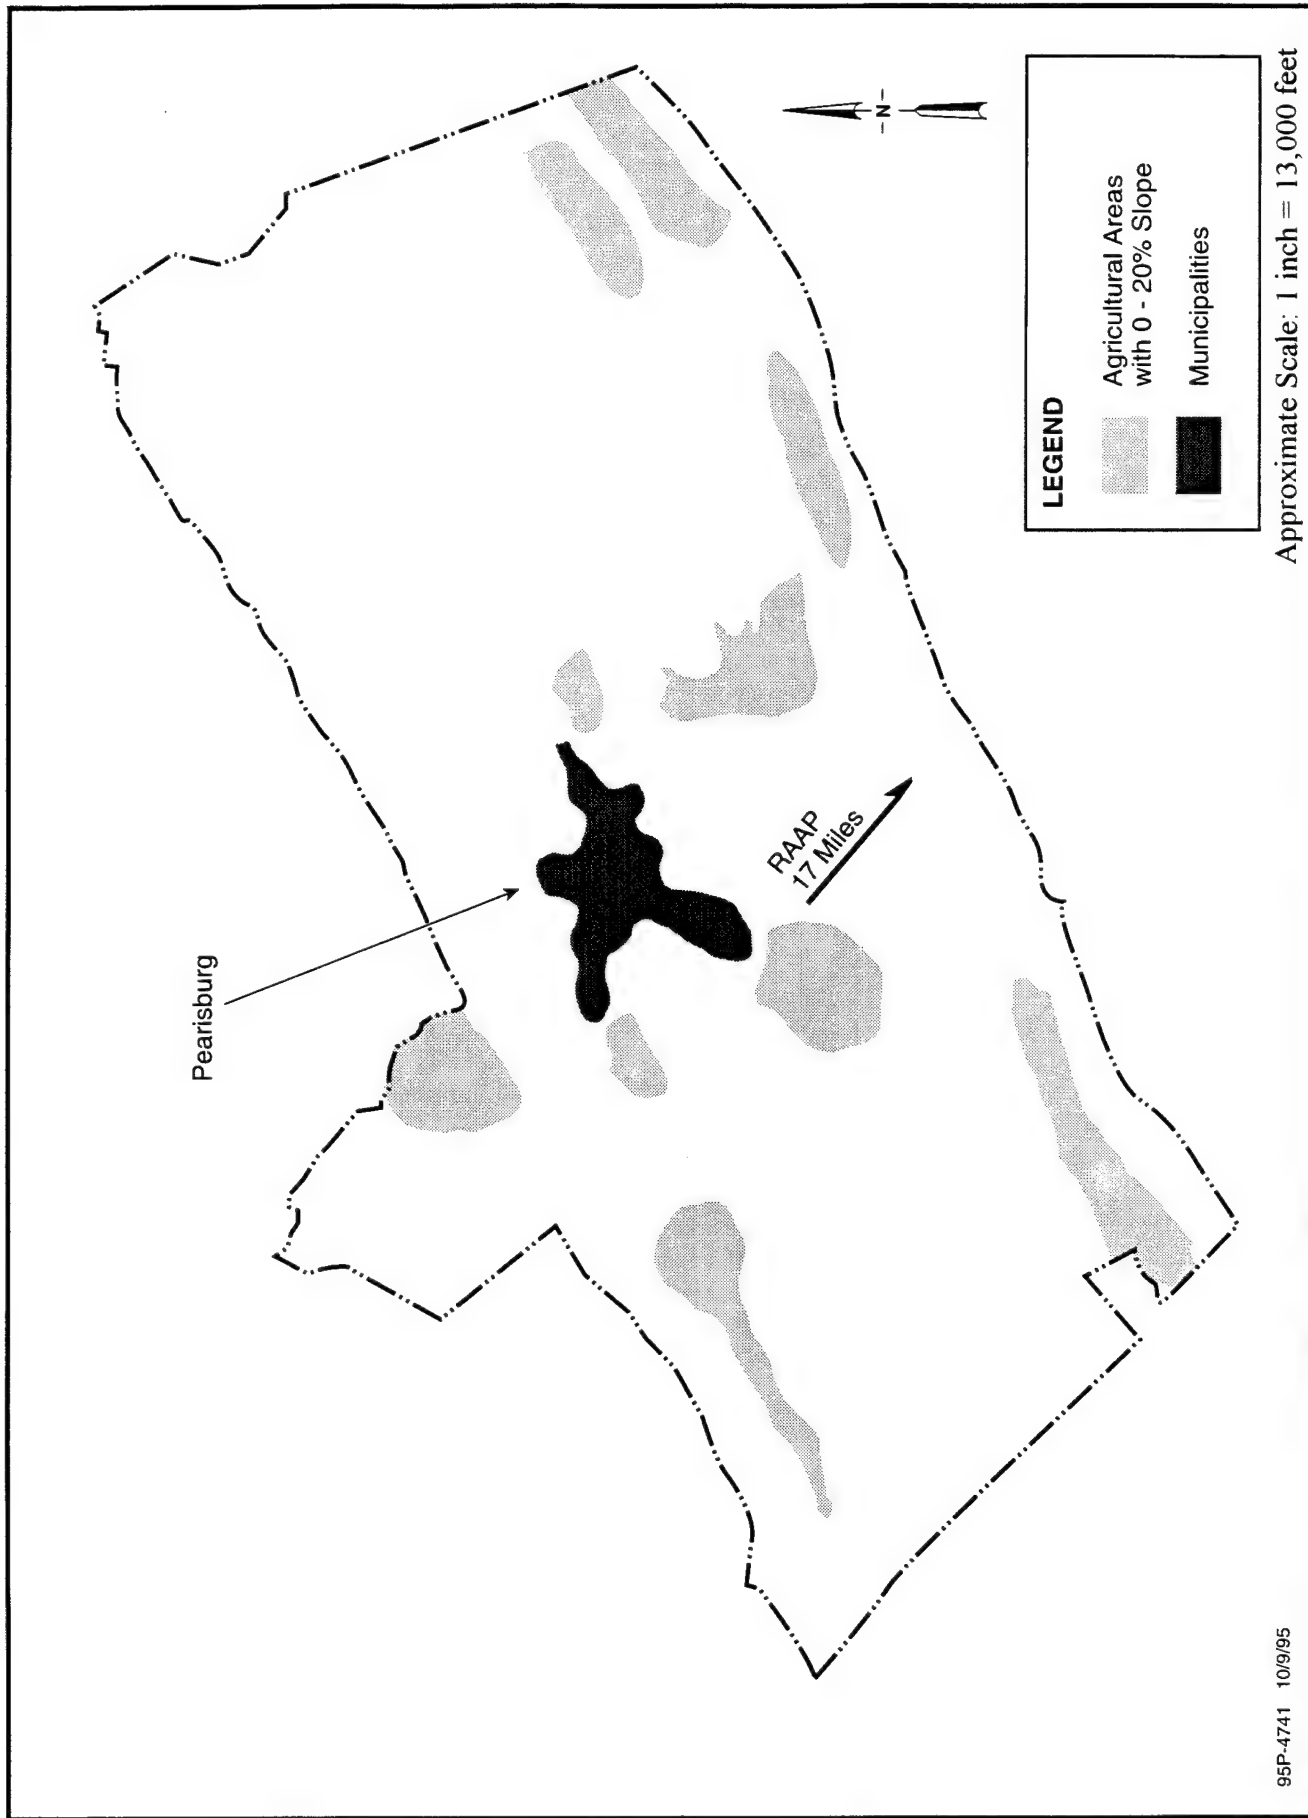 Pearisburg
RAAP
17 Miles
-N-
LEGEND
Agricultural Areas
with 0 - 20% Slope
Municipalities
95P-4741 10/9/95
Approximate Scale: 1 inch = 13,000 feet